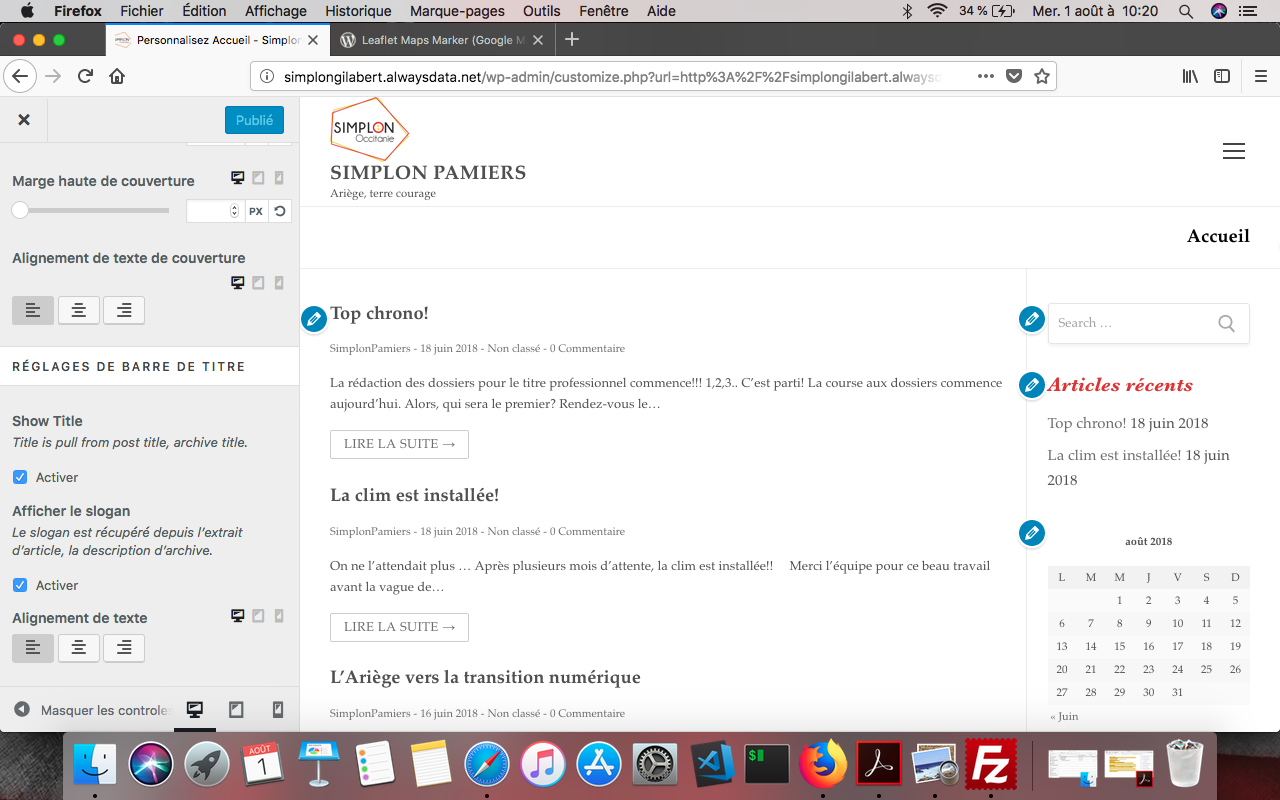 Firefox Fichier Édition Affichage Historique Marque-pages Outils Fenêtre Aide 34 % Mer. 1 août à 10:20
Personnalisez Accueil - Simplon
Leaflet Maps Marker (Google M
simplongilabert.alwaysdata.net/wp-admin/customize.php?url=http%3A%2F%2Fsimplongilabert.alwaysd
Publié
Marge haute de couverture
PX
Alignement de texte de couverture
RÉGLAGES DE BARRE DE TITRE
Show Title
Title is pull from post title, archive title.
Activer
Afficher le slogan
Le slogan est récupéré depuis l’extrait
d’article, la description d’archive.
Activer
Alignement de texte
Masquer les controles
SIMPLON
Occitanie
SIMPLON PAMIERS
Ariège, terre courage
Accueil
Top chrono!
SimplonPamiers - 18 juin 2018 - Non classé - 0 Commentaire
La rédaction des dossiers pour le titre professionnel commence!!! 1,2,3.. C’est parti! La course aux dossiers commence
aujourd’hui. Alors, qui sera le premier? Rendez-vous le…
LIRE LA SUITE →
La clim est installée!
SimplonPamiers - 18 juin 2018 - Non classé - 0 Commentaire
On ne l’attendait plus … Après plusieurs mois d’attente, la clim est installée!! Merci l’équipe pour ce beau travail
avant la vague de…
LIRE LA SUITE →
L’Ariège vers la transition numérique
SimplonPamiers - 16 juin 2018 - Non classé - 0 Commentaire
Search …
Articles récents
Top chrono! 18 juin 2018
La clim est installée! 18 juin
2018
août 2018
L M M J V S D
1 2 3 4 5
6 7 8 9 10 11 12
13 14 15 16 17 18 19
20 21 22 23 24 25 26
27 28 29 30 31
« Juin
AOÛT
1
$
Fz